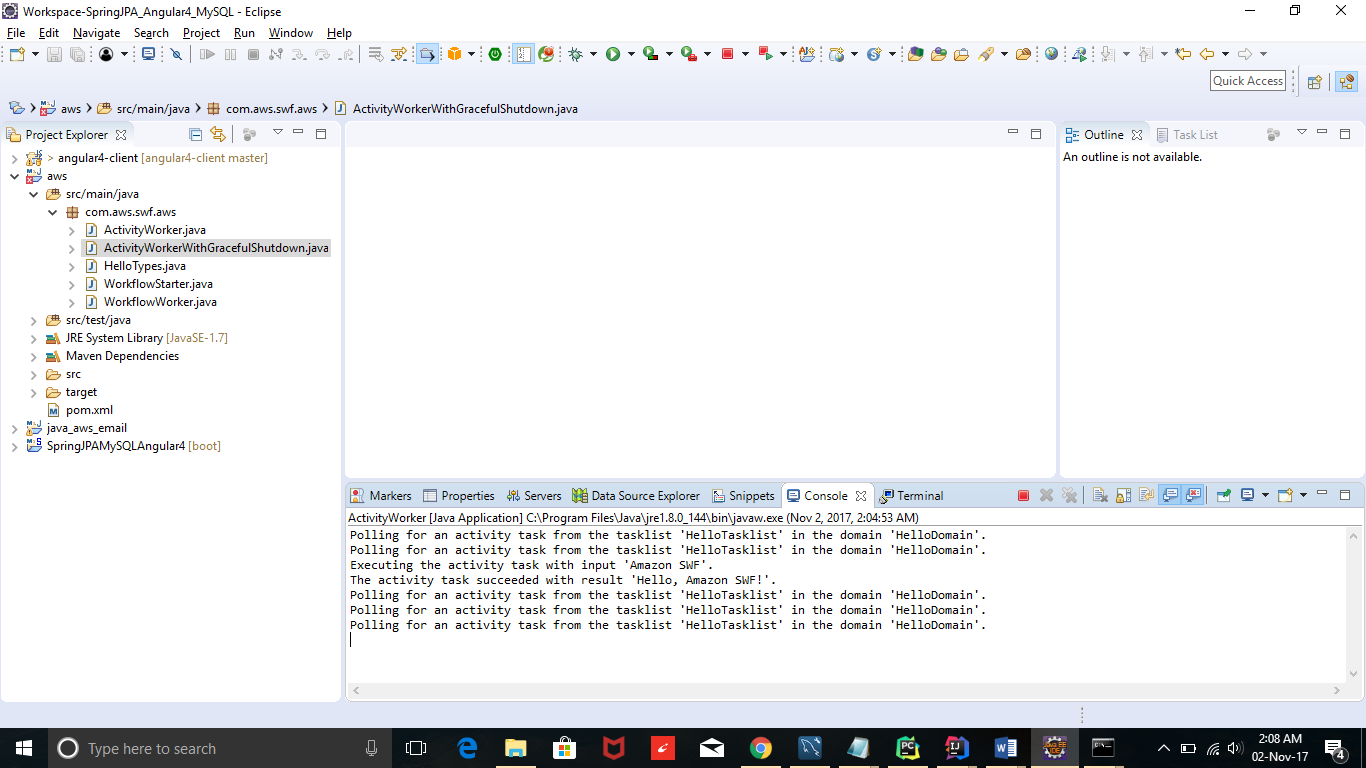 Workspace-SpringJPA_Angular4_MySQL - Eclipse
File Edit Navigate Search Project Run Window Help
Quick Access
aws src/main/java com.aws.swf.aws ActivityWorkerWithGracefulShutdown.java
Project Explorer
> angular4-client [angular4-client master]
aws
src/main/java
com.aws.swf.aws
ActivityWorker.java
ActivityWorkerWithGracefulShutdown.java
HelloTypes.java
WorkflowStarter.java
WorkflowWorker.java
src/test/java
JRE System Library [JavaSE-1.7]
Maven Dependencies
src
target
pom.xml
java_aws_email
SpringJPAMySQLAngular4 [boot]
Outline Task List
An outline is not available.
Markers Properties Servers Data Source Explorer Snippets Console Terminal
ActivityWorker [Java Application] C:\Program Files\Java\jre1.8.0_144\bin\javaw.exe (Nov 2, 2017, 2:04:53 AM)
Polling for an activity task from the tasklist 'HelloTasklist' in the domain 'HelloDomain'.
Polling for an activity task from the tasklist 'HelloTasklist' in the domain 'HelloDomain'.
Executing the activity task with input 'Amazon SWF'.
The activity task succeeded with result 'Hello, Amazon SWF!'.
Polling for an activity task from the tasklist 'HelloTasklist' in the domain 'HelloDomain'.
Polling for an activity task from the tasklist 'HelloTasklist' in the domain 'HelloDomain'.
Polling for an activity task from the tasklist 'HelloTasklist' in the domain 'HelloDomain'.
Type here to search
2:08 AM
02-Nov-17
4